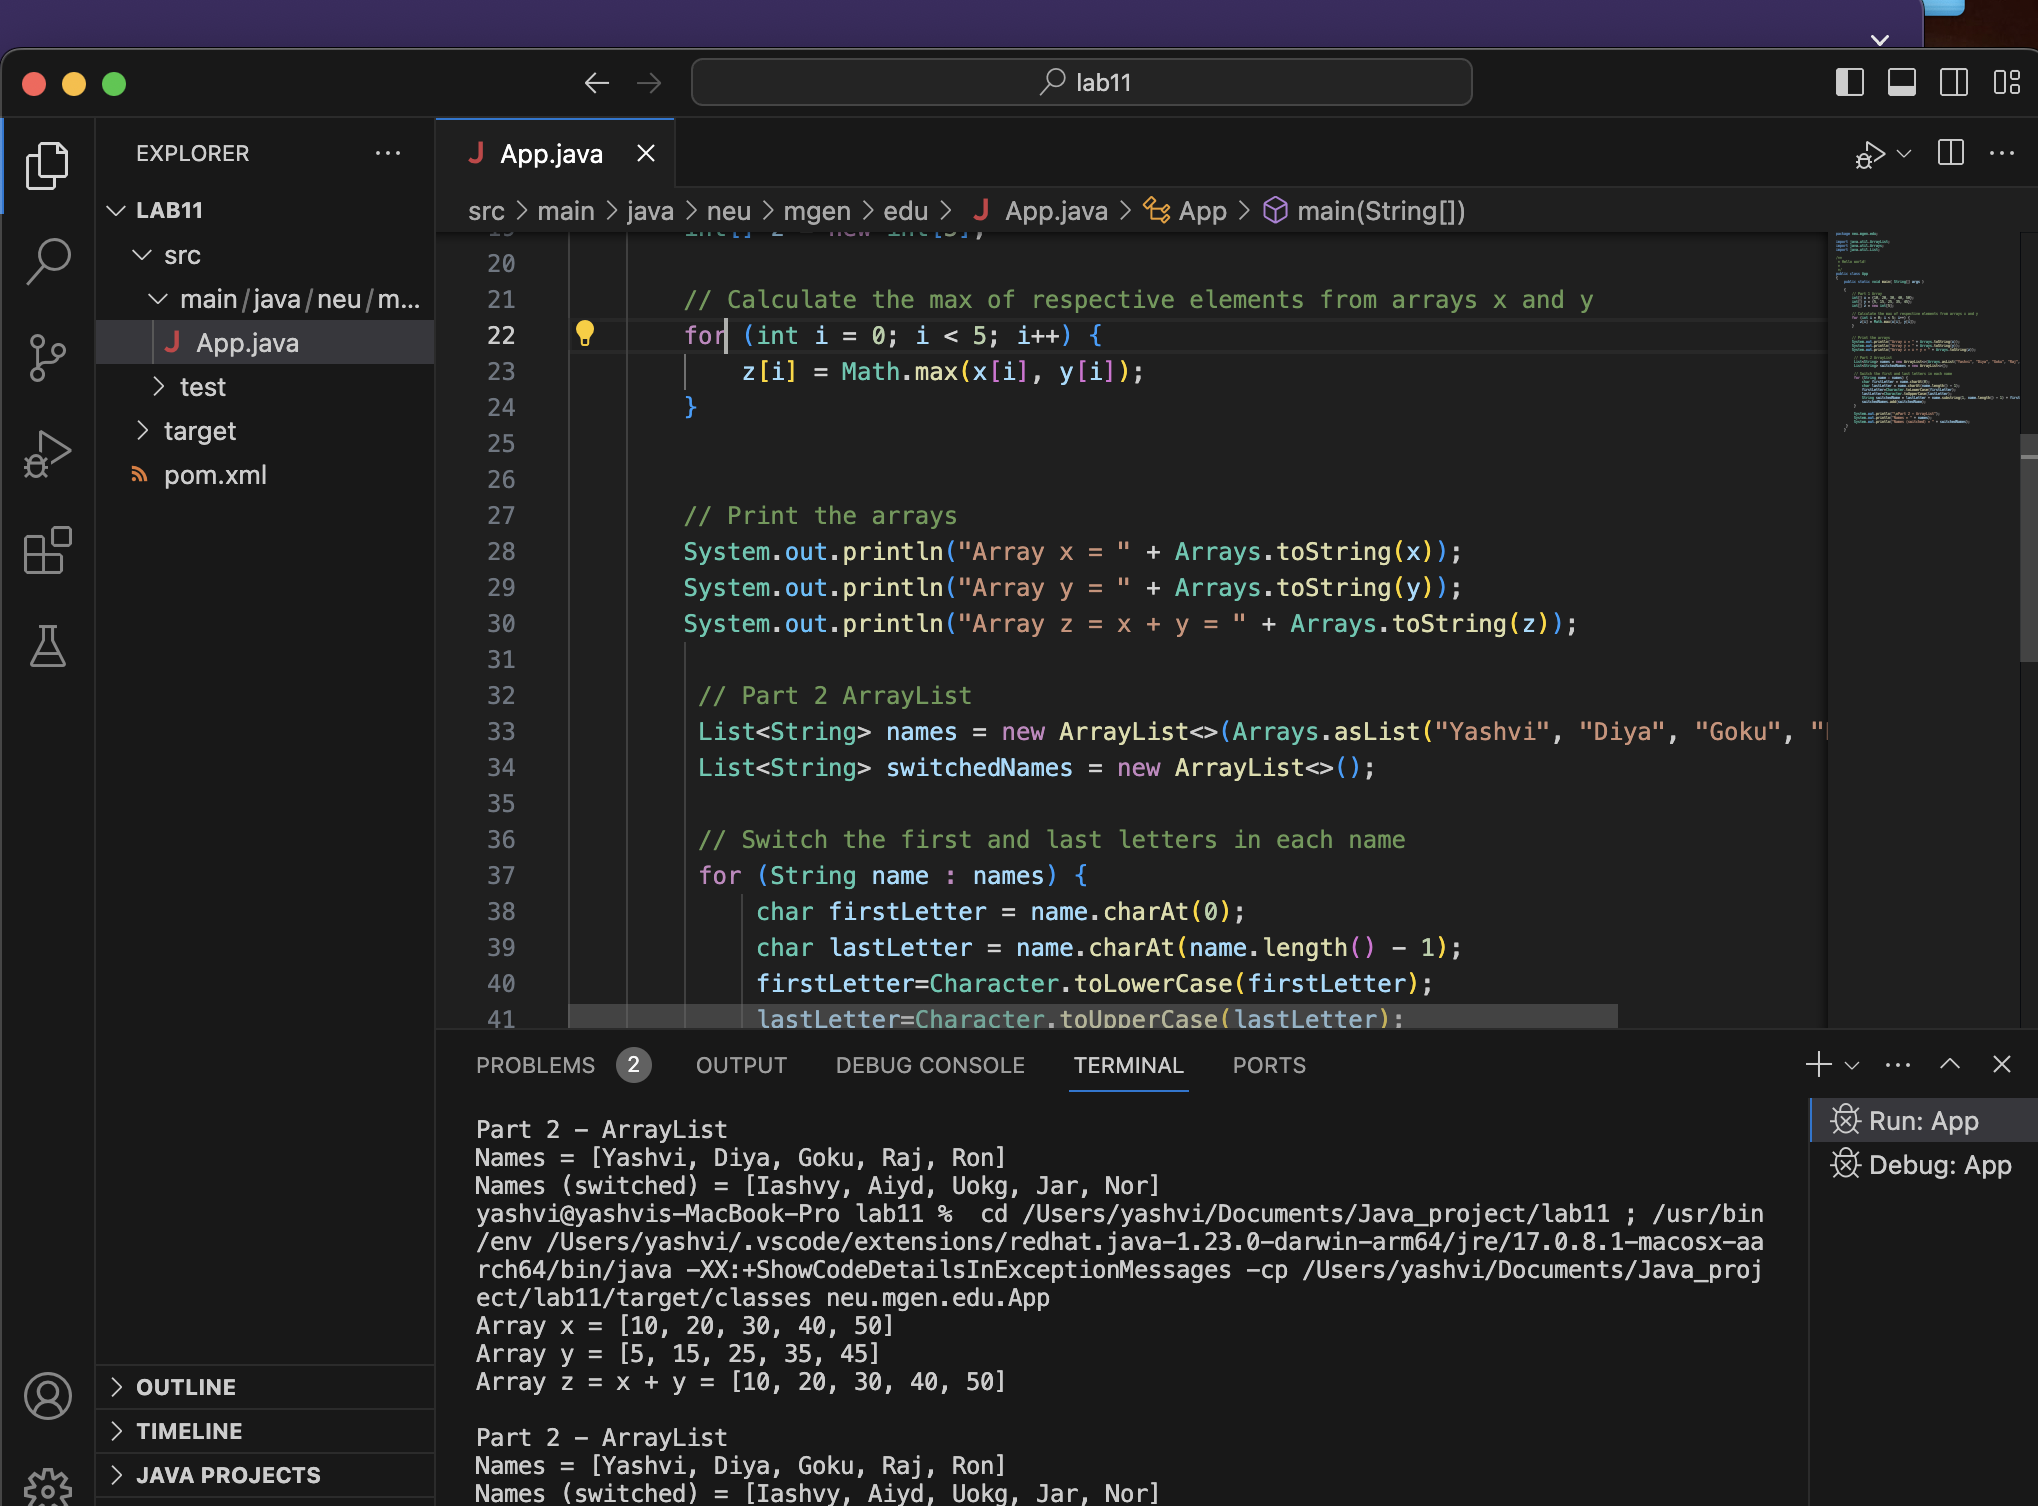 lab11
EXPLORER
App.java
LAB11
src > main > java > neu > mgen > edu > App.java > App > main(String[])
src
main/java/neu/m...
App.java
test
target
pom.xml
19 int[] z = new int[5];
20
21 // Calculate the max of respective elements from arrays x and y
22 for (int i = 0; i < 5; i++) {
23 z[i] = Math.max(x[i], y[i]);
24 }
25
26
27 // Print the arrays
28 System.out.println("Array x = " + Arrays.toString(x));
29 System.out.println("Array y = " + Arrays.toString(y));
30 System.out.println("Array z = x + y = " + Arrays.toString(z));
31
32 // Part 2 ArrayList
33 List<String> names = new ArrayList<>(Arrays.asList("Yashvi", "Diya", "Goku", "
34 List<String> switchedNames = new ArrayList<>();
35
36 // Switch the first and last letters in each name
37 for (String name : names) {
38 char firstLetter = name.charAt(0);
39 char lastLetter = name.charAt(name.length() - 1);
40 firstLetter=Character.toLowerCase(firstLetter);
41 lastLetter=Character.toUpperCase(lastLetter);
PROBLEMS 2 OUTPUT DEBUG CONSOLE TERMINAL PORTS
Part 2 - ArrayList
Names = [Yashvi, Diya, Goku, Raj, Ron]
Names (switched) = [Iashvy, Aiyd, Uokg, Jar, Nor]
yashvi@yashvis-MacBook-Pro lab11 %  cd /Users/yashvi/Documents/Java_project/lab11 ; /usr/bin
/env /Users/yashvi/.vscode/extensions/redhat.java-1.23.0-darwin-arm64/jre/17.0.8.1-macosx-aa
rch64/bin/java -XX:+ShowCodeDetailsInExceptionMessages -cp /Users/yashvi/Documents/Java_proj
ect/lab11/target/classes neu.mgen.edu.App
Array x = [10, 20, 30, 40, 50]
Array y = [5, 15, 25, 35, 45]
Array z = x + y = [10, 20, 30, 40, 50]
Part 2 - ArrayList
Names = [Yashvi, Diya, Goku, Raj, Ron]
Names (switched) = [Iashvy, Aiyd, Uokg, Jar, Nor]
Run: App
Debug: App
OUTLINE
TIMELINE
JAVA PROJECTS